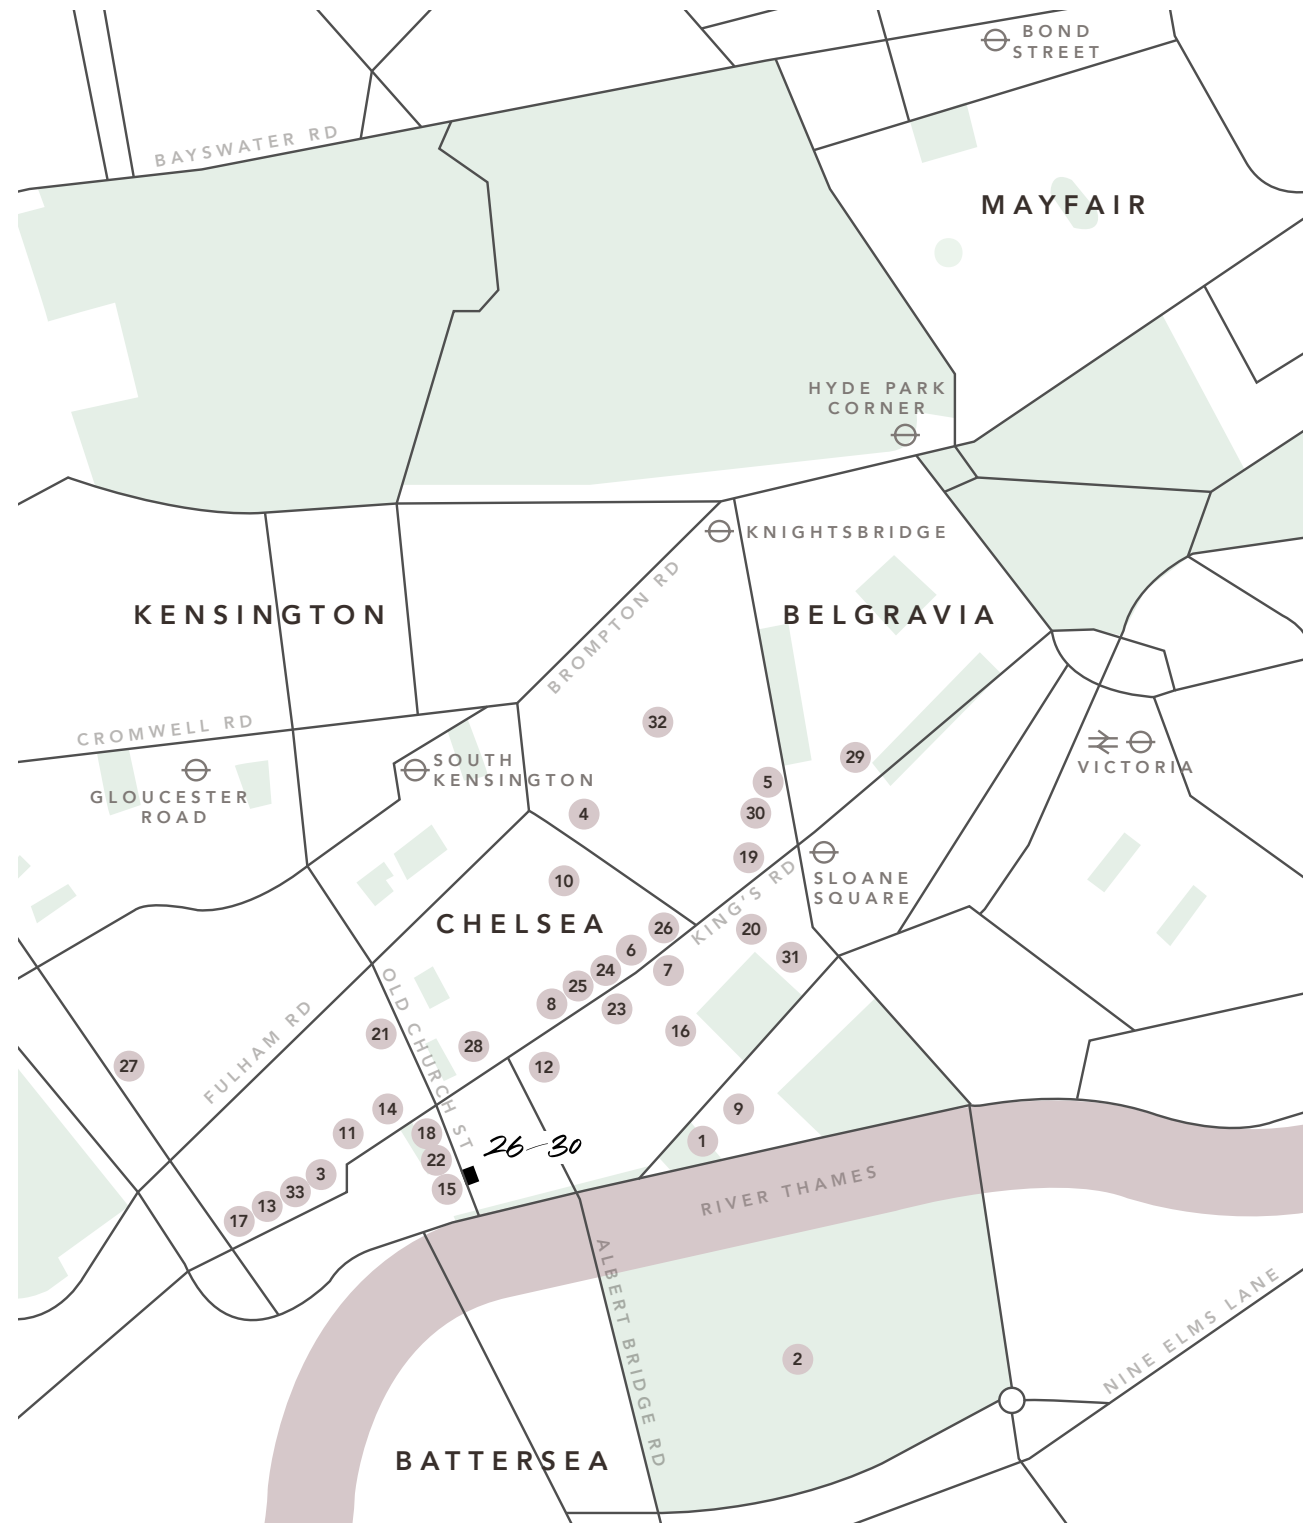 BOND
STREET
BAYSWATER RD
MAYFAIR
HYDE PARK
CORNER
KNIGHTSBRIDGE
KENSINGTON
BROMPTON RD
BELGRAVIA
CROMWELL RD
32
SOUTH
KENSINGTON
29
VICTORIA
GLOUCESTER
ROAD
5
4
30
19
SLOANE
SQUARE
10
CHELSEA
KING'S RD
26
20
6
31
24
7
25
8
23
OLD CHURCH ST
21
16
28
FULHAM RD
27
12
14
9
11
18
1
26-30
22
3
15
33
13
17
RIVER THAMES
ALBERT BRIDGE RD
NINE ELMS LANE
2
BATTERSEA